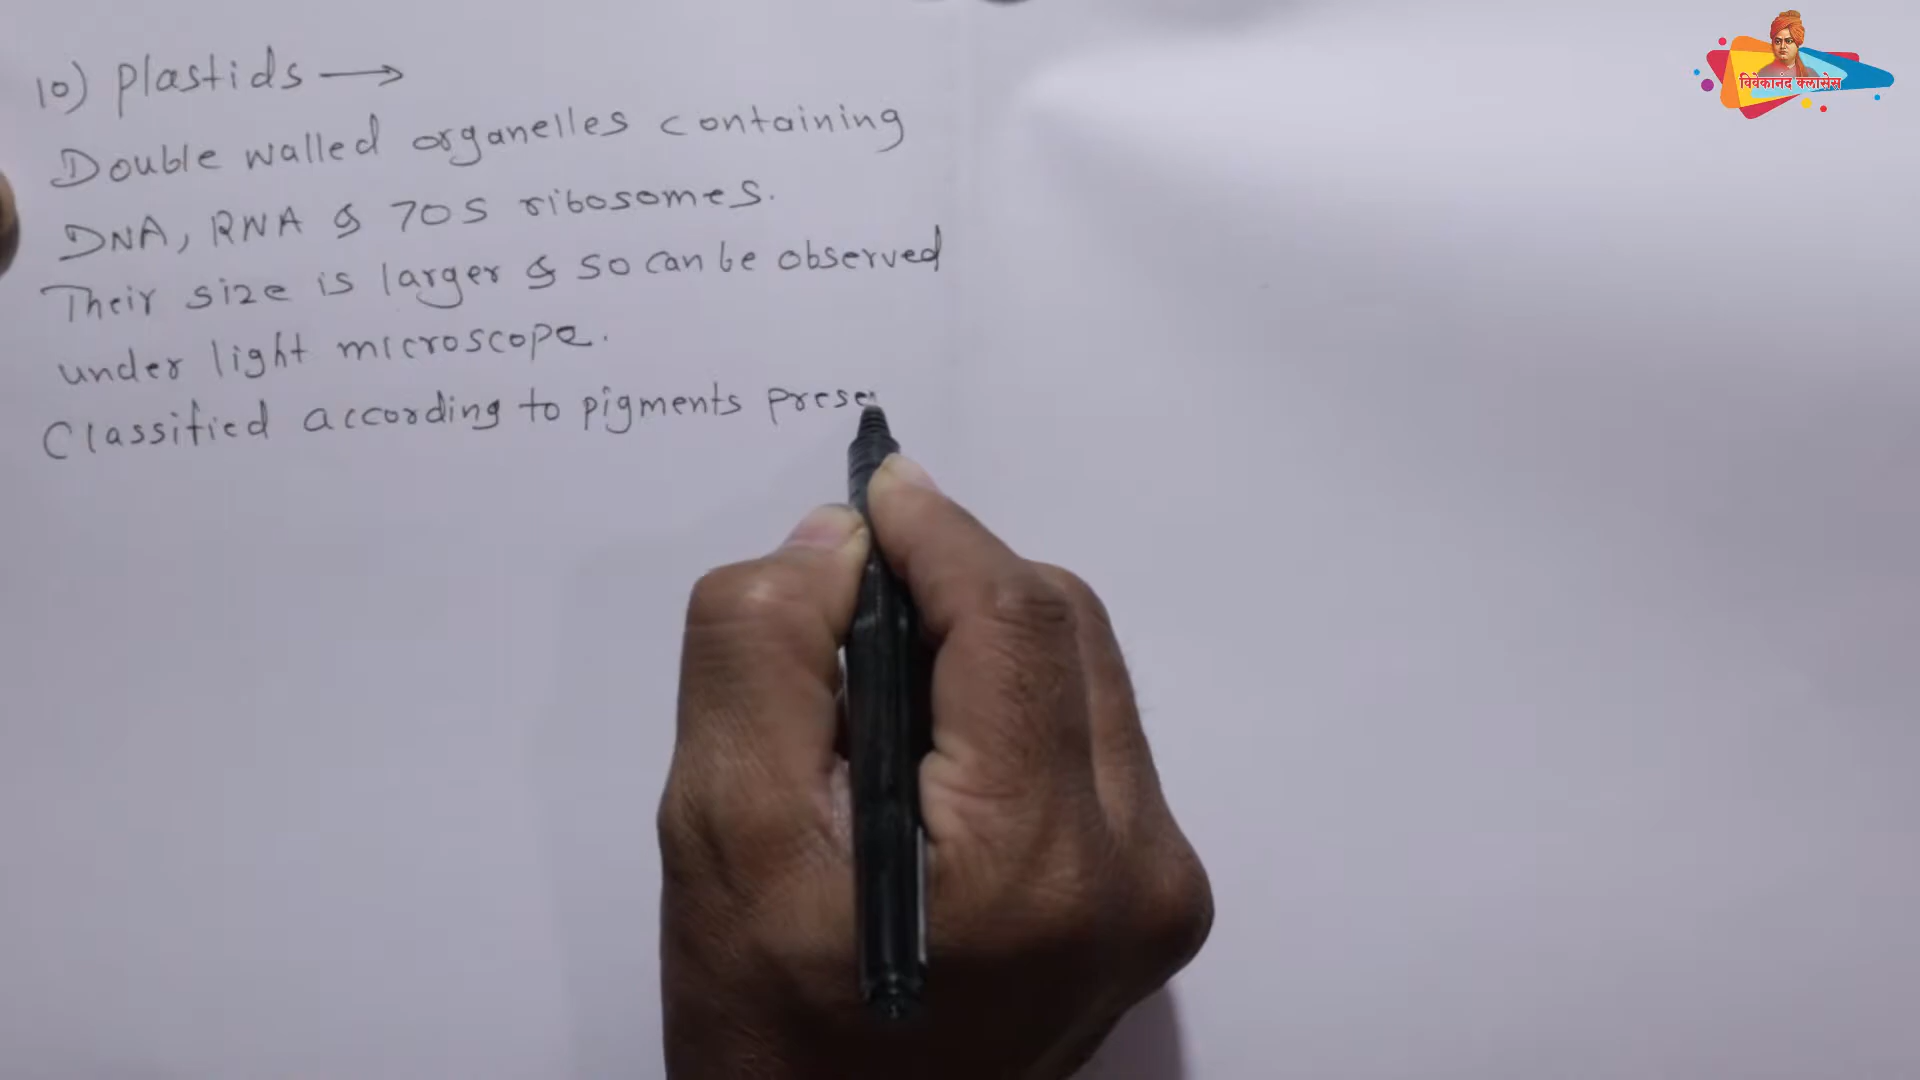 10) Plastids →
Double walled organelles containing
DNA, RNA & 70S ribosomes.
Their size is larger & so can be observed
under light microscope.
Classified according to pigments prese
विवेकानंद क्लासेस